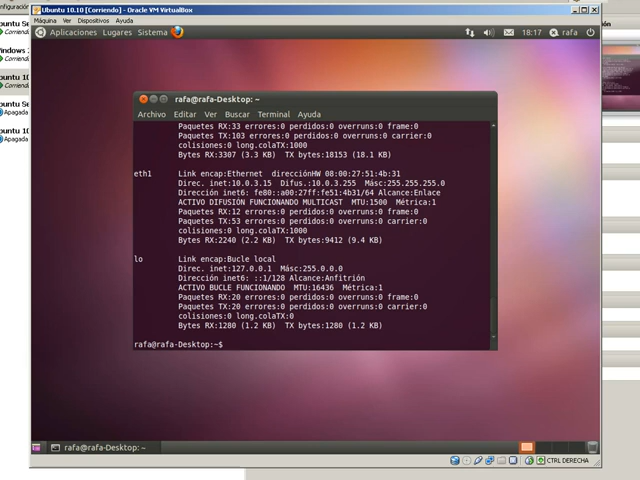 Ubuntu 10.10 [Corriendo] - Oracle VM VirtualBox
Máquina Ver Dispositivos Ayuda
Aplicaciones Lugares Sistema 18:17 rafa
rafa@rafa-Desktop: ~
Archivo Editar Ver Buscar Terminal Ayuda
Paquetes RX:33 errores:0 perdidos:0 overruns:0 frame:0
Paquetes TX:103 errores:0 perdidos:0 overruns:0 carrier:0
colisiones:0 long.colaTX:1000
Bytes RX:3307 (3.3 KB) TX bytes:18153 (18.1 KB)
eth1 Link encap:Ethernet direcciónHW 08:00:27:51:4b:31
Direc. inet:10.0.3.15 Difus.:10.0.3.255 Másc:255.255.255.0
Dirección inet6: fe80::a00:27ff:fe51:4b31/64 Alcance:Enlace
ACTIVO DIFUSIÓN FUNCIONANDO MULTICAST MTU:1500 Métrica:1
Paquetes RX:12 errores:0 perdidos:0 overruns:0 frame:0
Paquetes TX:53 errores:0 perdidos:0 overruns:0 carrier:0
colisiones:0 long.colaTX:1000
Bytes RX:2240 (2.2 KB) TX bytes:9412 (9.4 KB)
lo Link encap:Bucle local
Direc. inet:127.0.0.1 Másc:255.0.0.0
Dirección inet6: ::1/128 Alcance:Anfitrión
ACTIVO BUCLE FUNCIONANDO MTU:16436 Métrica:1
Paquetes RX:20 errores:0 perdidos:0 overruns:0 frame:0
Paquetes TX:20 errores:0 perdidos:0 overruns:0 carrier:0
colisiones:0 long.colaTX:0
Bytes RX:1280 (1.2 KB) TX bytes:1280 (1.2 KB)
rafa@rafa-Desktop:~$
rafa@rafa-Desktop: ~
CTRL DERECHA